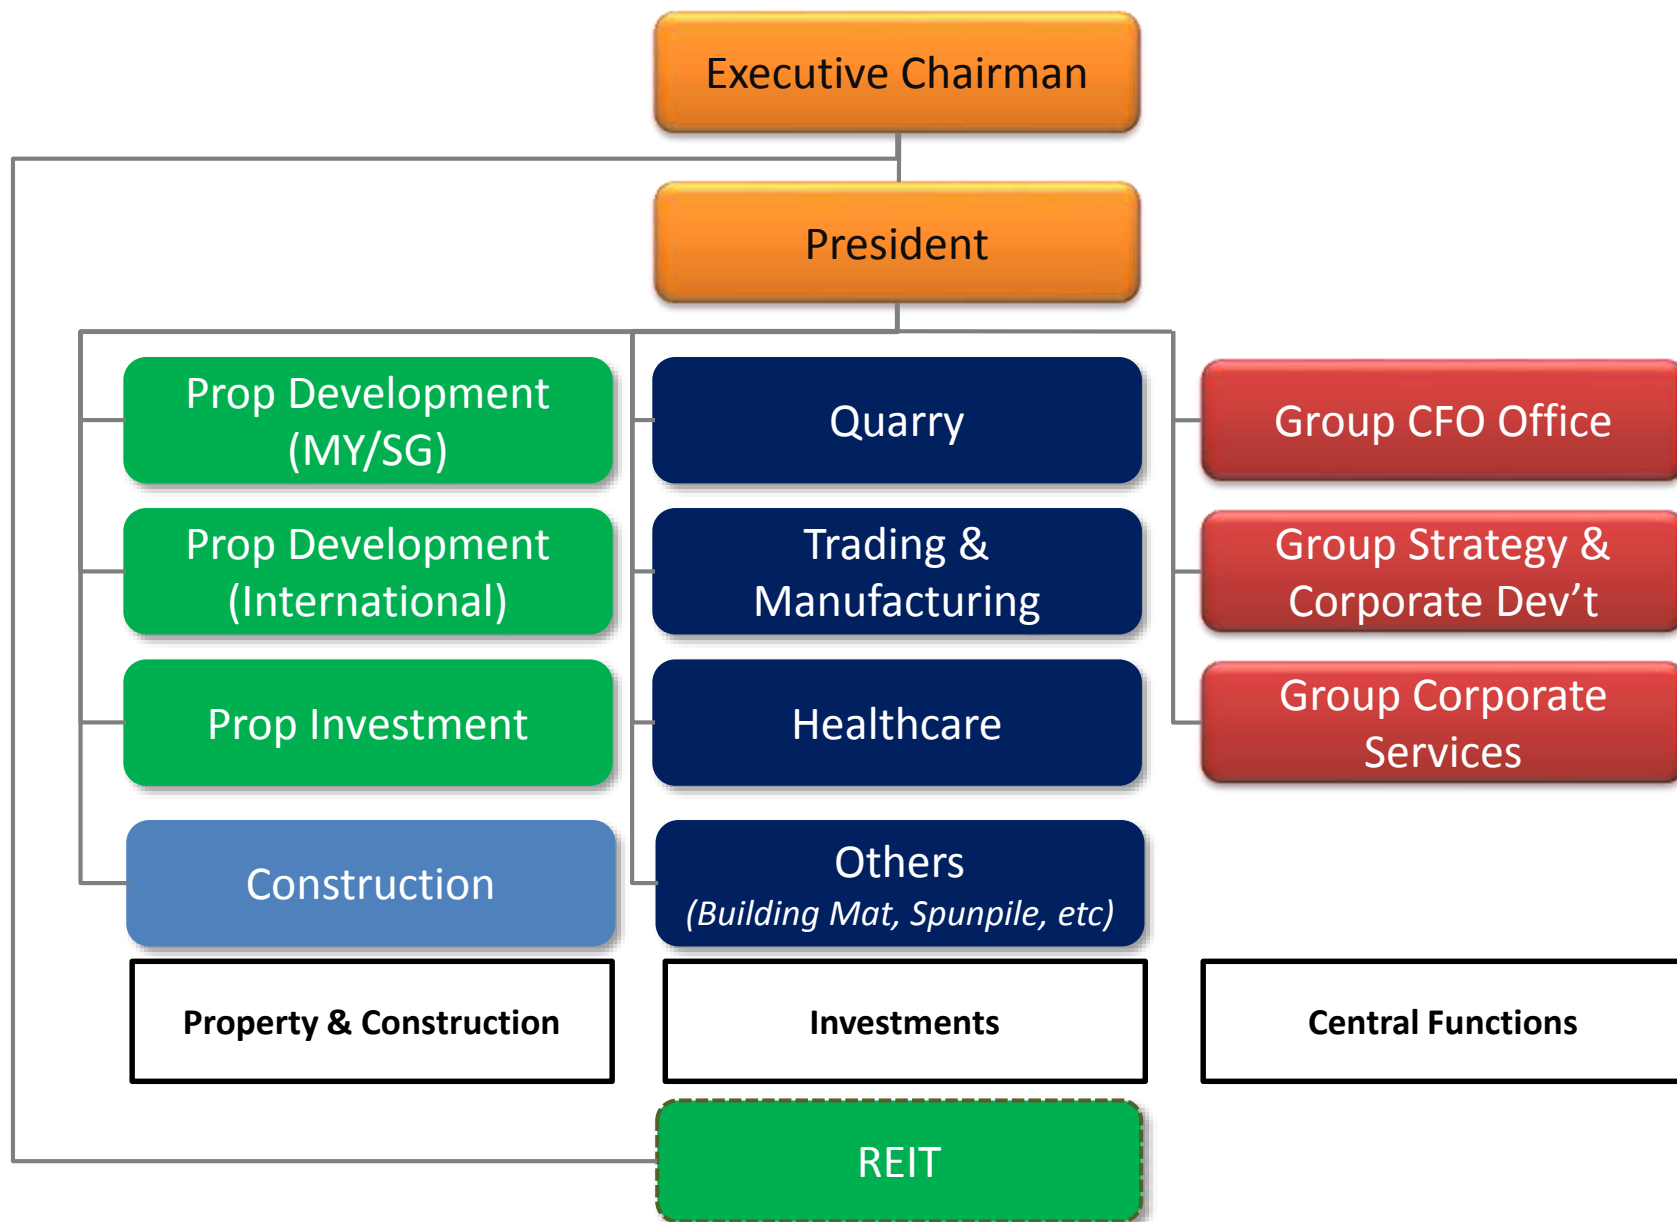 Executive Chairman
President
Prop Development
(MY/SG)
Prop Development
(International)
Prop Investment
Construction
Property & Construction
Quarry
Trading &
Manufacturing
Healthcare
Others
(Building Mat, Spunpile, etc)
Investments
Group CFO Office
Group Strategy &
Corporate Dev’t
Group Corporate
Services
Central Functions
REIT